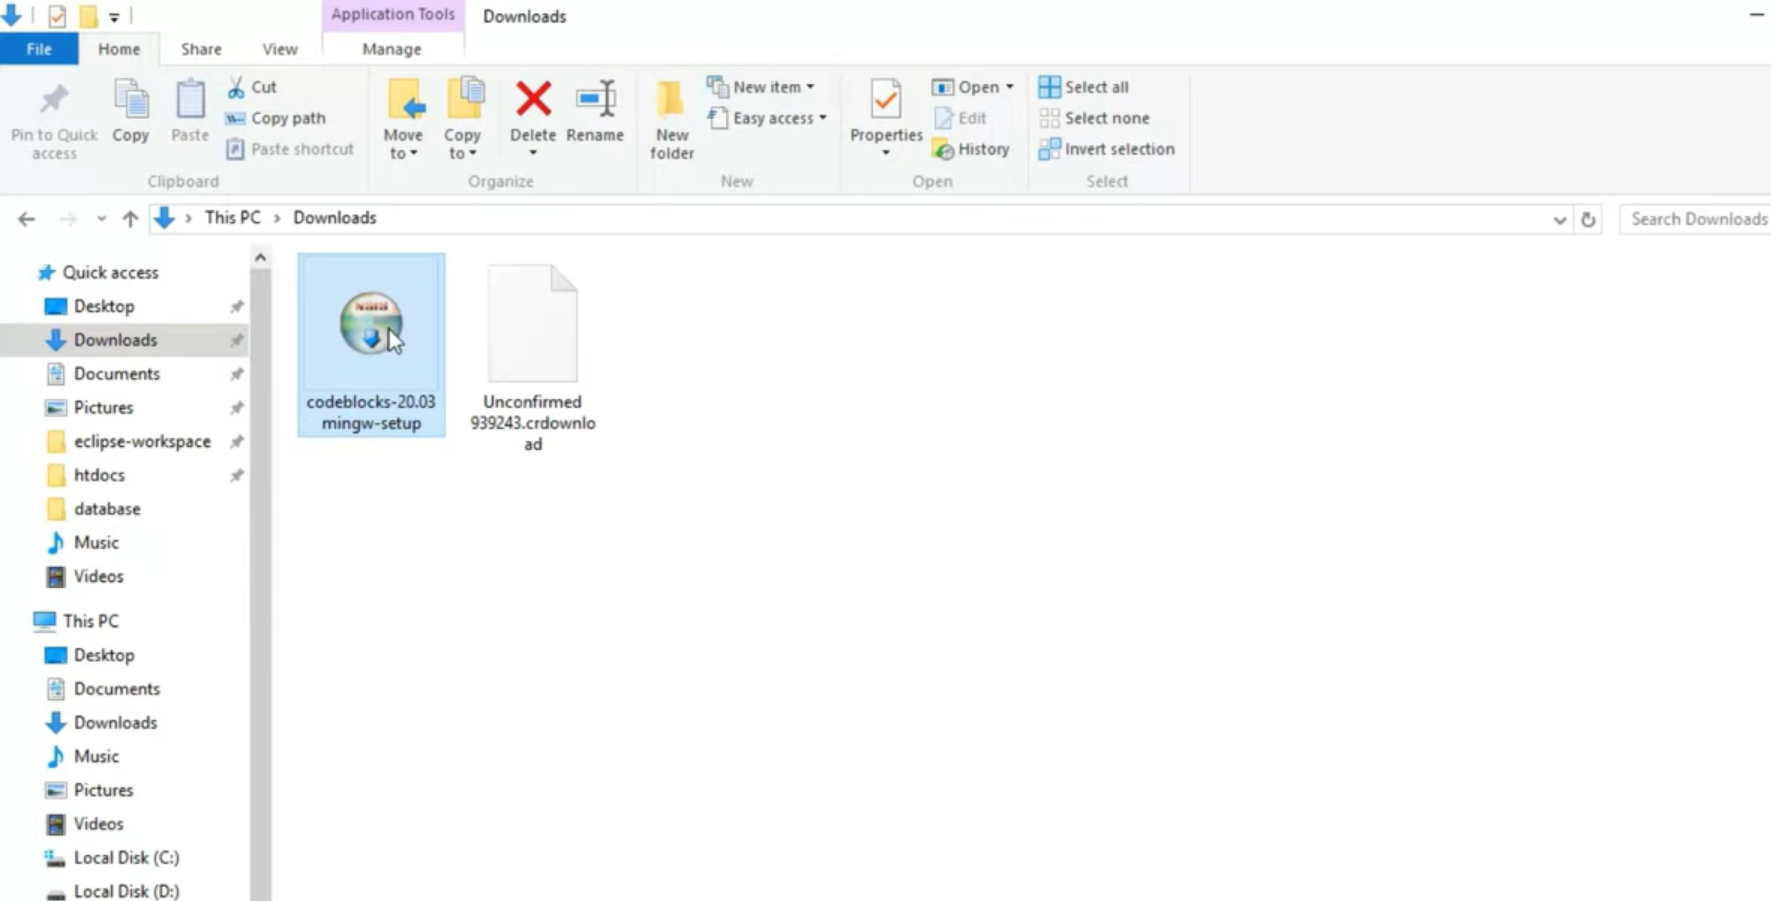 Application Tools
Downloads
File
Home
Share
View
Manage
Pin to Quick
access
Copy
Paste
Cut
Copy path
Paste shortcut
Clipboard
Move
to
Copy
to
Delete
Rename
Organize
New
folder
New item
Easy access
New
Properties
Open
Edit
History
Open
Select all
Select none
Invert selection
Select
This PC
Downloads
Search Downloads
Quick access
Desktop
Downloads
Documents
Pictures
eclipse-workspace
htdocs
database
Music
Videos
This PC
Desktop
Documents
Downloads
Music
Pictures
Videos
Local Disk (C:)
Local Disk (D:)
codeblocks-20.03
mingw-setup
Unconfirmed
939243.crdownlo
ad